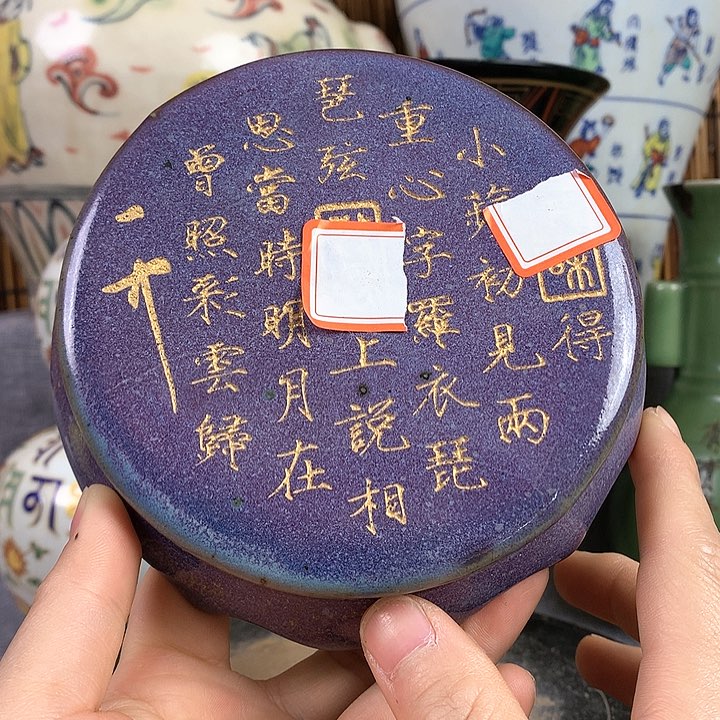 得
小蘋初見兩
重心字羅衣琵
琶弦上說相
思當時明月在
曾照彩雲歸